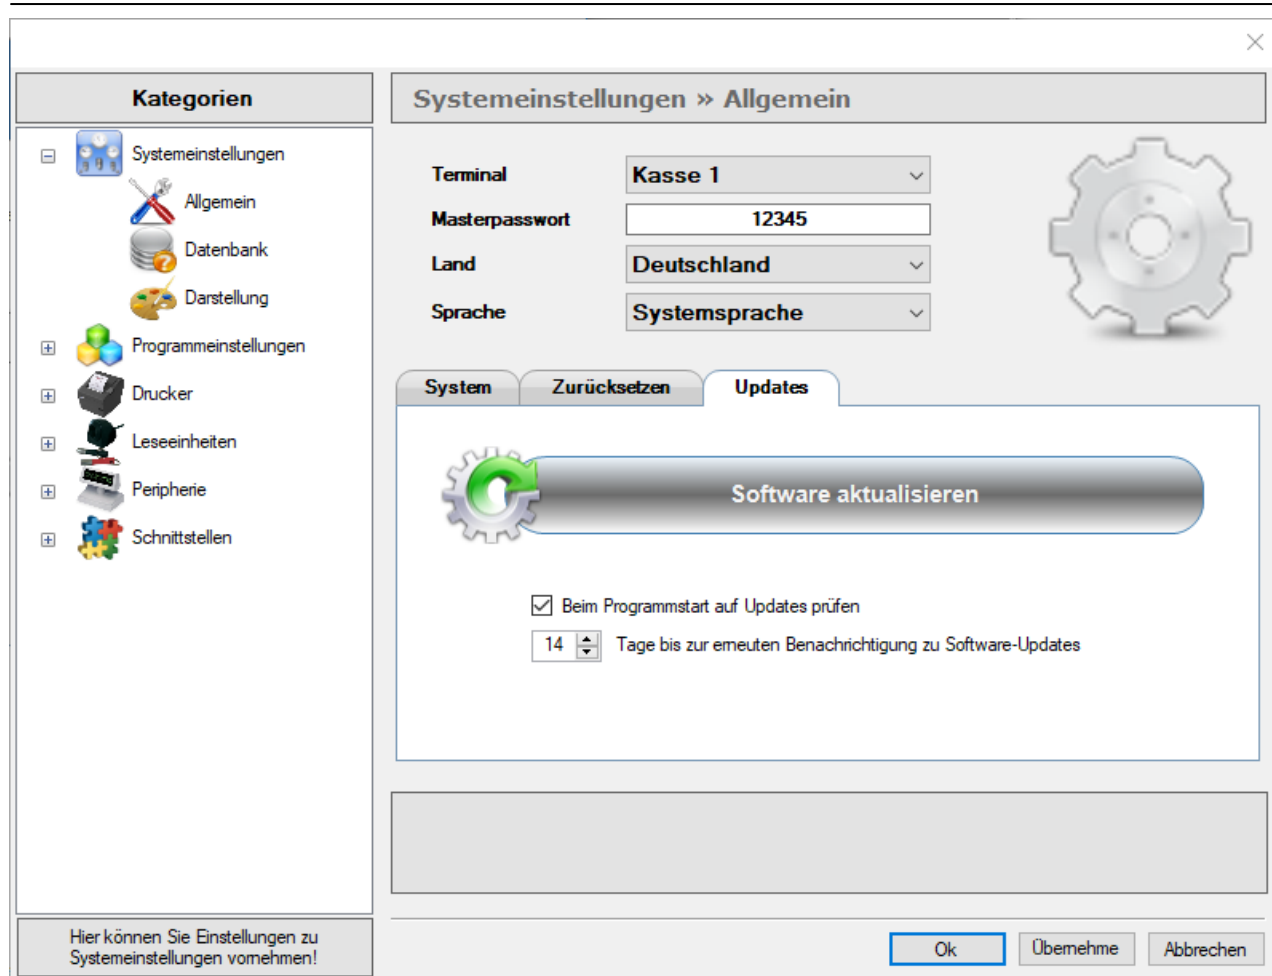 Kategorien
Systemeinstellungen
Allgemein
Datenbank
Darstellung
Programmeinstellungen
Drucker
Leseeinheiten
Peripherie
Schnittstellen
Hier können Sie Einstellungen zu
Systemeinstellungen vornehmen!
Systemeinstellungen » Allgemein
Terminal Kasse 1
Masterpasswort 12345
Land Deutschland
Sprache Systemsprache
System Zurücksetzen Updates
Software aktualisieren
Beim Programmstart auf Updates prüfen
14 Tage bis zur erneuten Benachrichtigung zu Software-Updates
Ok Übernehme Abbrechen